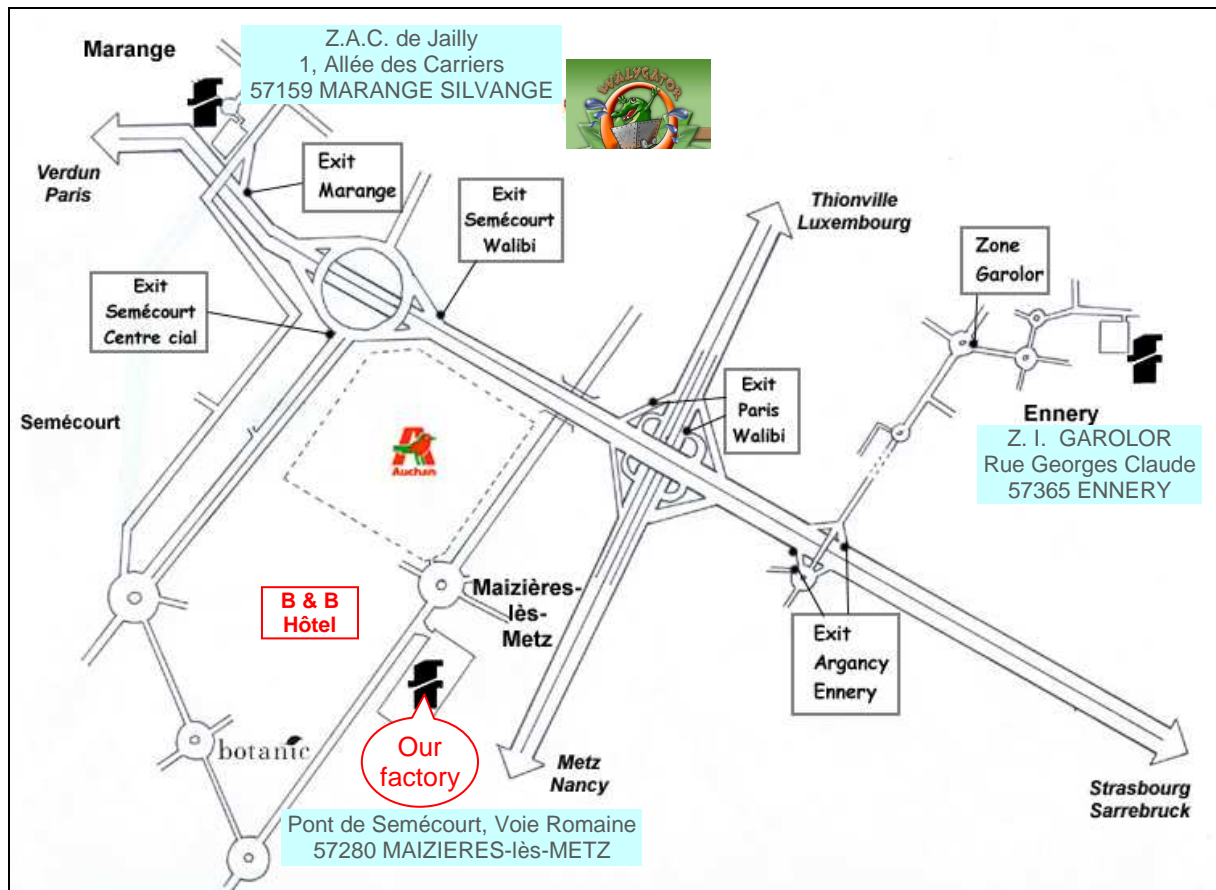 Marange
Z.A.C. de Jailly
1, Allée des Carriers
57159 MARANGE SILVANGE
WALYGATOR
Verdun
Paris
Exit
Marange
Exit
Semécourt
Walibi
Thionville
Luxembourg
Zone
Garolor
Exit
Semécourt
Centre cial
Semécourt
Auchan
Exit
Paris
Walibi
Ennery
Z. I. GAROLOR
Rue Georges Claude
57365 ENNERY
B & B
Hôtel
Maizières-
lès-
Metz
Exit
Argancy
Ennery
botanic
Our
factory
Metz
Nancy
Strasbourg
Sarrebruck
Pont de Semécourt, Voie Romaine
57280 MAIZIERES-lès-METZ